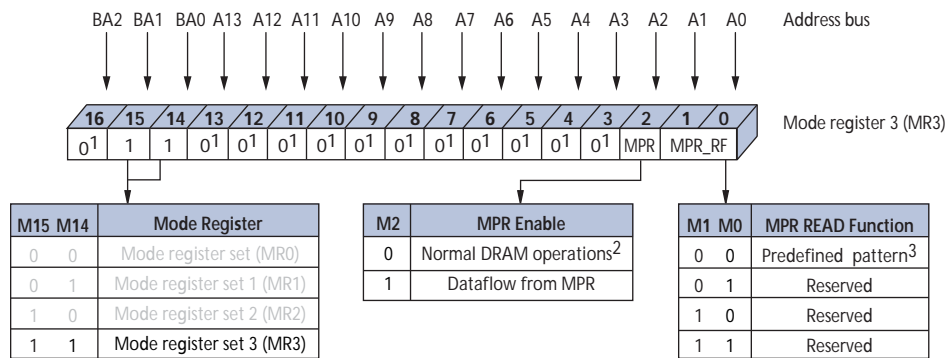 BA2 BA1 BA0 A13 A12 A11 A10 A9 A8 A7 A6 A5 A4 A3 A2 A1 A0 Address bus
16 15 14 13 12 11 10 9 8 7 6 5 4 3 2 1 0 Mode register 3 (MR3)
0¹ 1 1 0¹ 0¹ 0¹ 0¹ 0¹ 0¹ 0¹ 0¹ 0¹ 0¹ 0¹ MPR MPR_RF
M15 M14 Mode Register
0 0 Mode register set (MR0)
0 1 Mode register set 1 (MR1)
1 0 Mode register set 2 (MR2)
1 1 Mode register set 3 (MR3)
M2 MPR Enable
0 Normal DRAM operations²
1 Dataflow from MPR
M1 M0 MPR READ Function
0 0 Predefined pattern³
0 1 Reserved
1 0 Reserved
1 1 Reserved